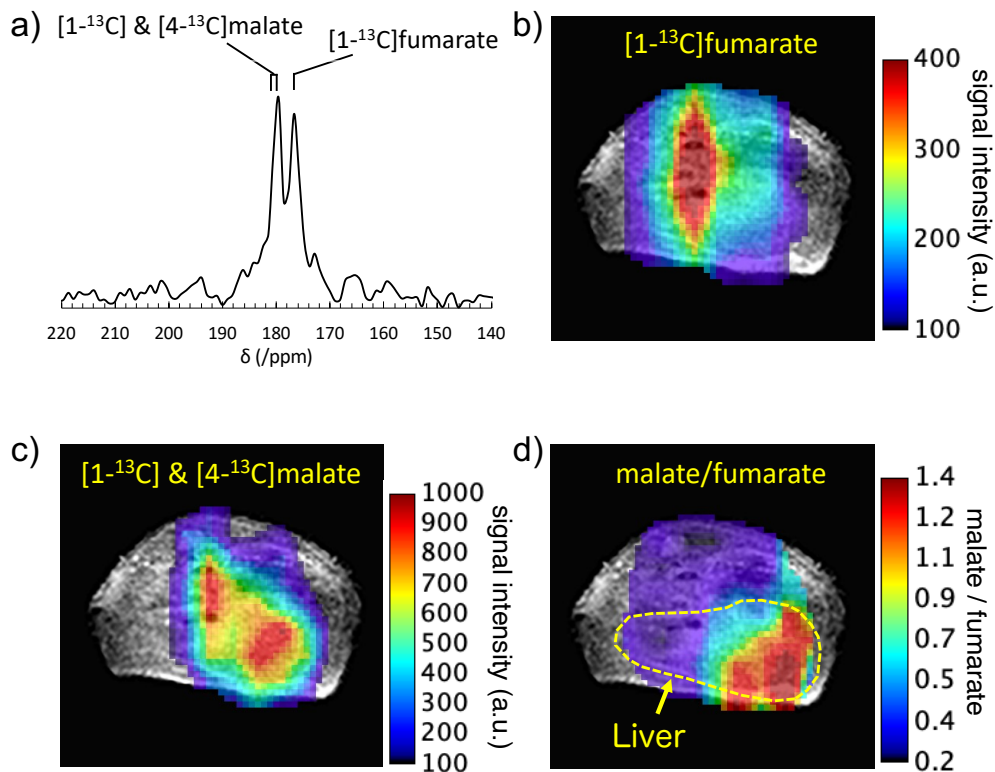 a)
[1-¹³C] & [4-¹³C]malate
[1-¹³C]fumarate
220 210 200 190 180 170 160 150 140
δ (/ppm)
b)
[1-¹³C]fumarate
400
300
200
100
signal intensity (a.u.)
c)
[1-¹³C] & [4-¹³C]malate
1000
900
800
700
600
500
400
300
200
100
signal intensity (a.u.)
d)
malate/fumarate
Liver
1.4
1.2
1.1
0.9
0.7
0.5
0.4
0.2
malate / fumarate